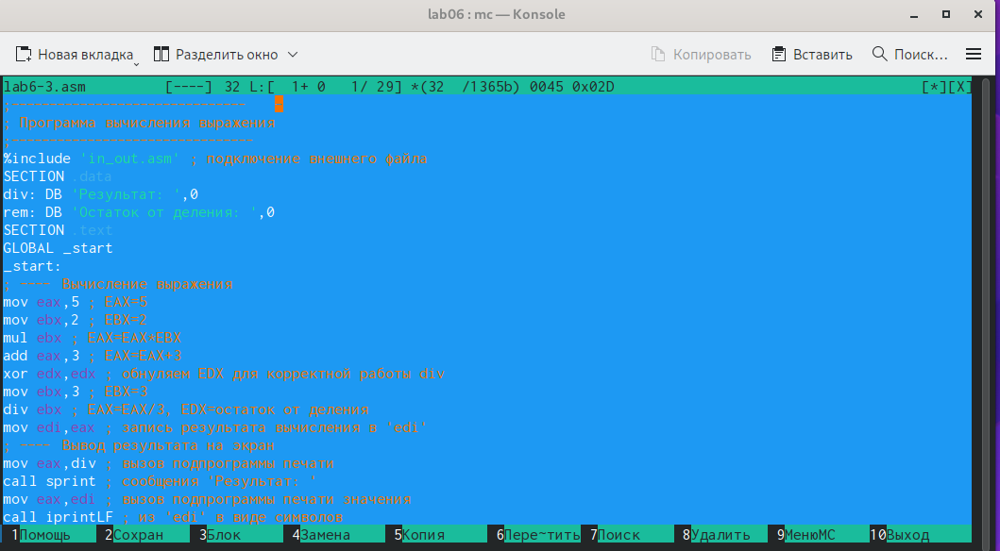 lab06 : mc — Konsole
Новая вкладка Разделить окно Копировать Вставить Поиск...
lab6-3.asm [----] 32 L:[ 1+ 0 1/ 29] *(32 /1365b) 0045 0x02D [*][X]
;-------------------------------
; Программа вычисления выражения
;--------------------------------
%include 'in_out.asm' ; подключение внешнего файла
SECTION .data
div: DB 'Результат: ',0
rem: DB 'Остаток от деления: ',0
SECTION .text
GLOBAL _start
_start:
; ---- Вычисление выражения
mov eax,5 ; EAX=5
mov ebx,2 ; EBX=2
mul ebx ; EAX=EAX*EBX
add eax,3 ; EAX=EAX+3
xor edx,edx ; обнуляем EDX для корректной работы div
mov ebx,3 ; EBX=3
div ebx ; EAX=EAX/3, EDX=остаток от деления
mov edi,eax ; запись результата вычисления в 'edi'
; ---- Вывод результата на экран
mov eax,div ; вызов подпрограммы печати
call sprint ; сообщения 'Результат: '
mov eax,edi ; вызов подпрограммы печати значения
call iprintLF ; из 'edi' в виде символов
1Помощь 2Сохран 3Блок 4Замена 5Копия 6Пере~тить 7Поиск 8Удалить 9МенюМС 10Выход